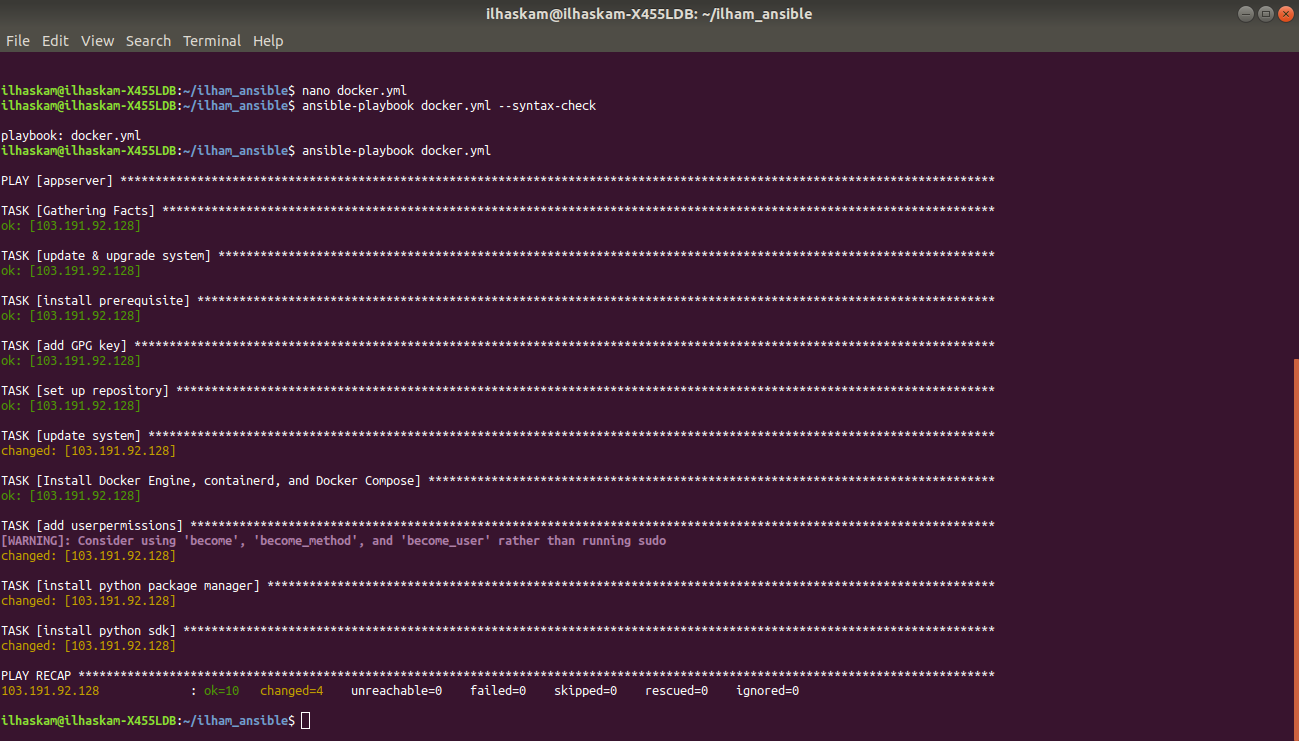 ilhaskam@ilhaskam-X455LDB: ~/ilham_ansible
File Edit View Search Terminal Help
ilhaskam@ilhaskam-X455LDB:~/ilham_ansible$ nano docker.yml
ilhaskam@ilhaskam-X455LDB:~/ilham_ansible$ ansible-playbook docker.yml --syntax-check
playbook: docker.yml
ilhaskam@ilhaskam-X455LDB:~/ilham_ansible$ ansible-playbook docker.yml
PLAY [appserver] *****************************************************************************************************************************
TASK [Gathering Facts] ***********************************************************************************************************************
ok: [103.191.92.128]
TASK [update & upgrade system] ***************************************************************************************************************
ok: [103.191.92.128]
TASK [install prerequisite] ******************************************************************************************************************
ok: [103.191.92.128]
TASK [add GPG key] ***************************************************************************************************************************
ok: [103.191.92.128]
TASK [set up repository] *********************************************************************************************************************
ok: [103.191.92.128]
TASK [update system] *************************************************************************************************************************
changed: [103.191.92.128]
TASK [Install Docker Engine, containerd, and Docker Compose] *********************************************************************************
ok: [103.191.92.128]
TASK [add userpermissions] *******************************************************************************************************************
[WARNING]: Consider using 'become', 'become_method', and 'become_user' rather than running sudo
changed: [103.191.92.128]
TASK [install python package manager] ********************************************************************************************************
changed: [103.191.92.128]
TASK [install python sdk] ********************************************************************************************************************
changed: [103.191.92.128]
PLAY RECAP ***********************************************************************************************************************************
103.191.92.128 : ok=10 changed=4 unreachable=0 failed=0 skipped=0 rescued=0 ignored=0
ilhaskam@ilhaskam-X455LDB:~/ilham_ansible$